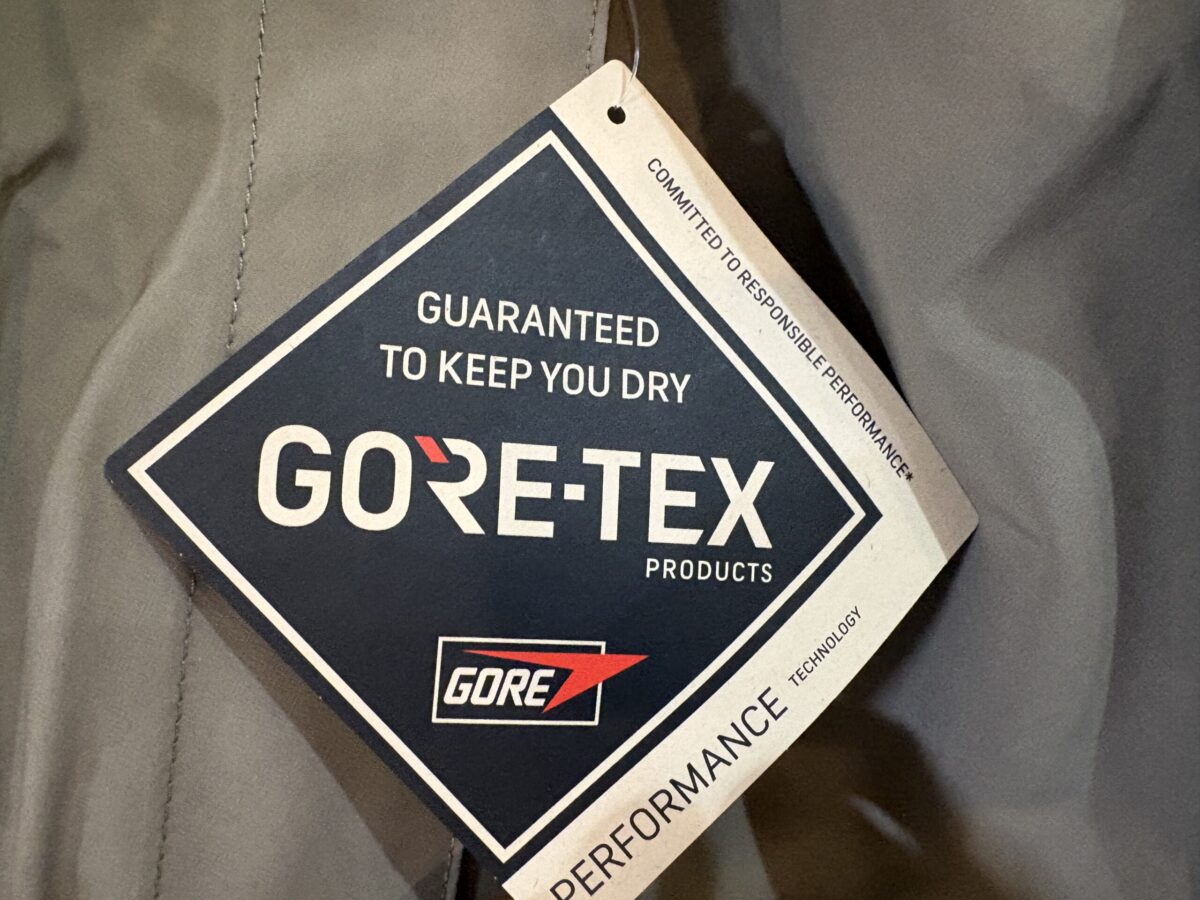 COMMITTED TO RESPONSIBLE PERFORMANCE*
GUARANTEED
TO KEEP YOU DRY
GORE-TEX
PRODUCTS
GORE
PERFORMANCE TECHNOLOGY